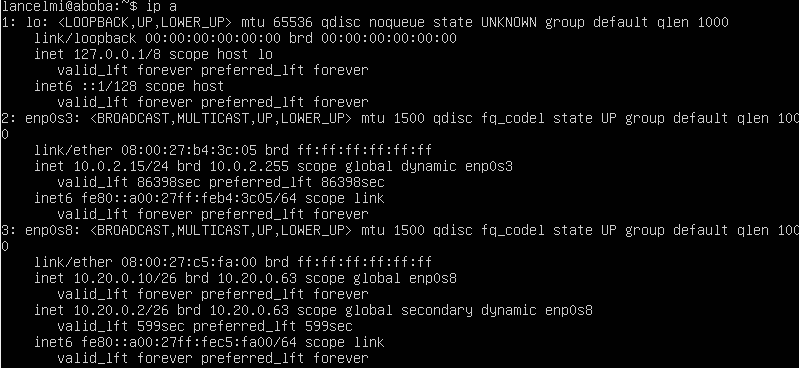 lancelmi@aboba:~$ ip a
1: lo: <LOOPBACK,UP,LOWER_UP> mtu 65536 qdisc noqueue state UNKNOWN group default qlen 1000
    link/loopback 00:00:00:00:00:00 brd 00:00:00:00:00:00
    inet 127.0.0.1/8 scope host lo
       valid_lft forever preferred_lft forever
    inet6 ::1/128 scope host
       valid_lft forever preferred_lft forever
2: enp0s3: <BROADCAST,MULTICAST,UP,LOWER_UP> mtu 1500 qdisc fq_codel state UP group default qlen 100
0
    link/ether 08:00:27:b4:3c:05 brd ff:ff:ff:ff:ff:ff
    inet 10.0.2.15/24 brd 10.0.2.255 scope global dynamic enp0s3
       valid_lft 86398sec preferred_lft 86398sec
    inet6 fe80::a00:27ff:feb4:3c05/64 scope link
       valid_lft forever preferred_lft forever
3: enp0s8: <BROADCAST,MULTICAST,UP,LOWER_UP> mtu 1500 qdisc fq_codel state UP group default qlen 100
0
    link/ether 08:00:27:c5:fa:00 brd ff:ff:ff:ff:ff:ff
    inet 10.20.0.10/26 brd 10.20.0.63 scope global enp0s8
       valid_lft forever preferred_lft forever
    inet 10.20.0.2/26 brd 10.20.0.63 scope global secondary dynamic enp0s8
       valid_lft 599sec preferred_lft 599sec
    inet6 fe80::a00:27ff:fec5:fa00/64 scope link
       valid_lft forever preferred_lft forever